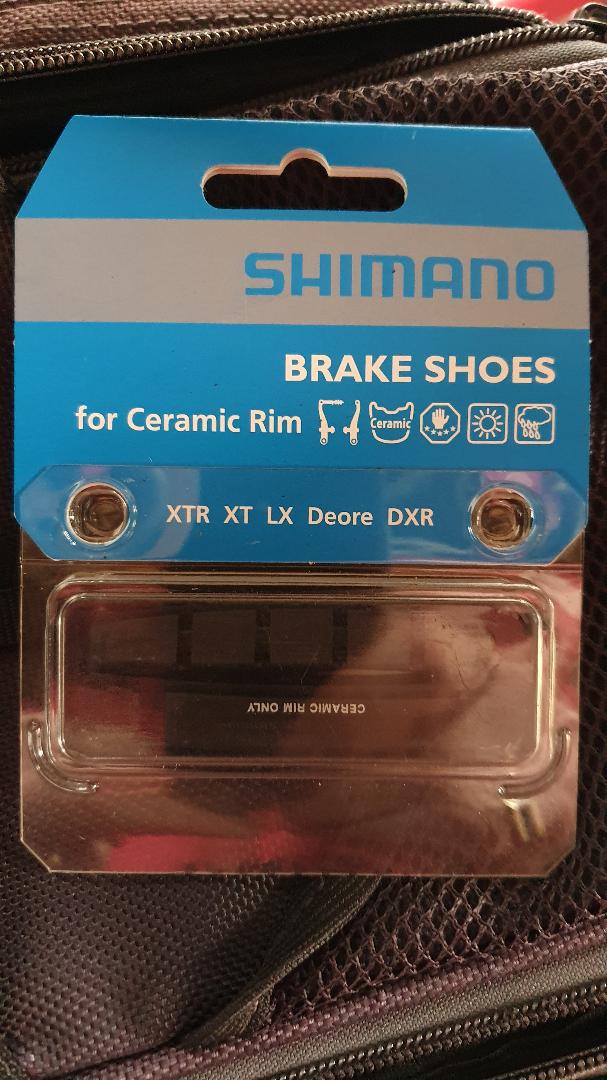 SHIMANO
BRAKE SHOES
for Ceramic Rim
Ceramic
XTR XT LX Deore DXR
CERAMIC RIM ONLY